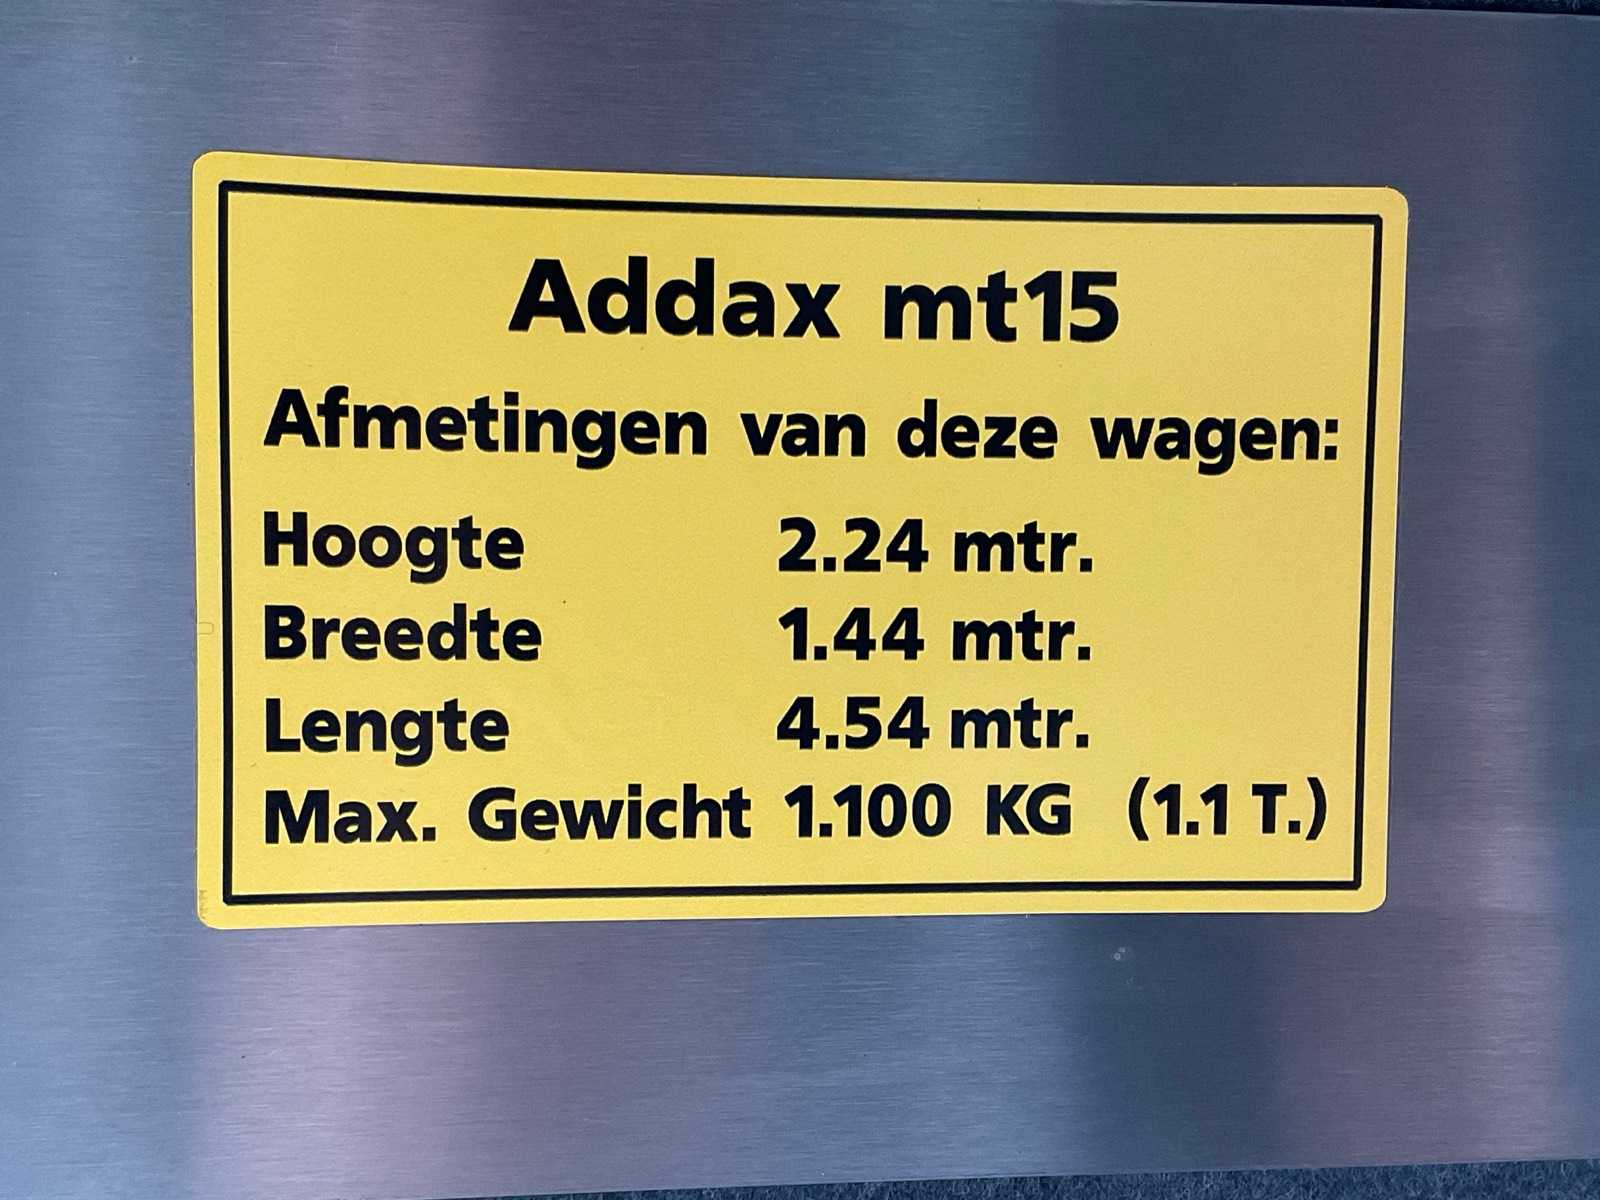 Addax mt15
Afmetingen van deze wagen:
Hoogte 2.24 mtr.
Breedte 1.44 mtr.
Lengte 4.54 mtr.
Max. Gewicht 1.100 KG (1.1 T.)